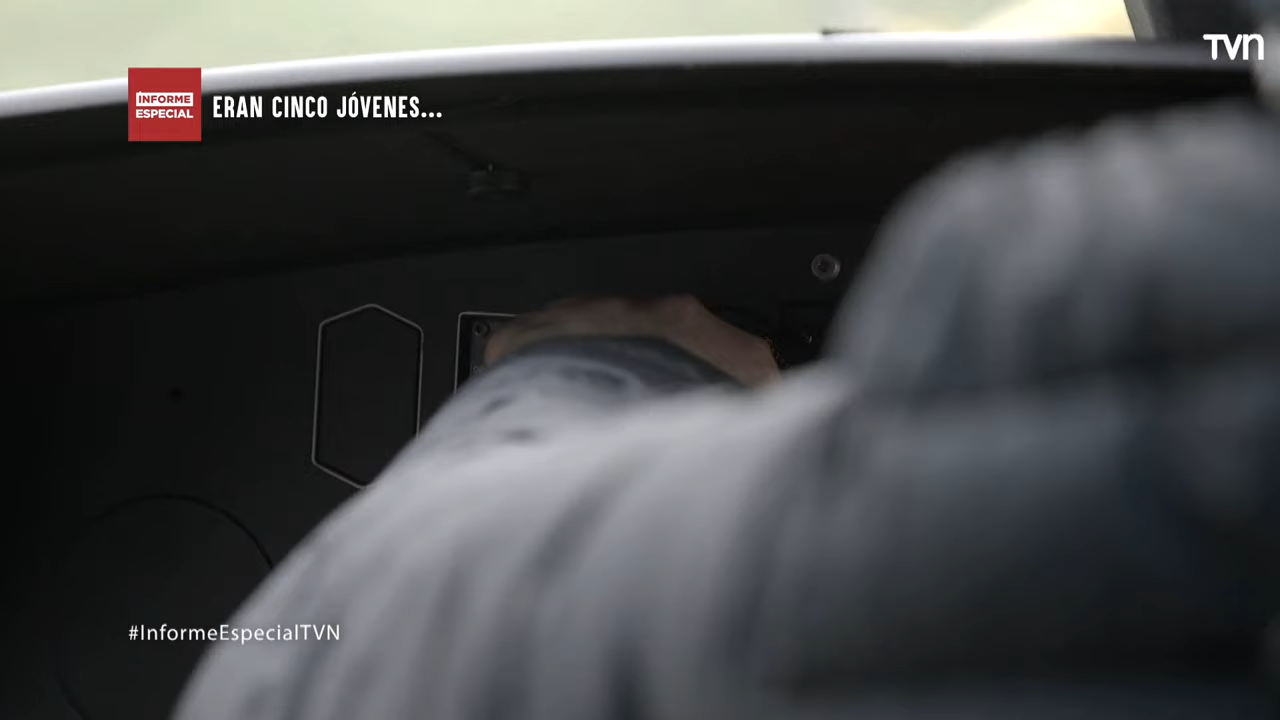 TVN
INFORME
ESPECIAL
ERAN CINCO JÓVENES...
#InformeEspecialTVN